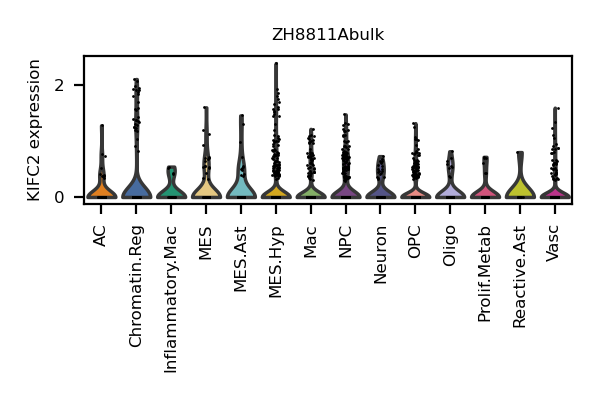 ZH8811Abulk
KIFC2 expression
2
0
AC
Chromatin.Reg
Inflammatory.Mac
MES
MES.Ast
MES.Hyp
Mac
NPC
Neuron
OPC
Oligo
Prolif.Metab
Reactive.Ast
Vasc